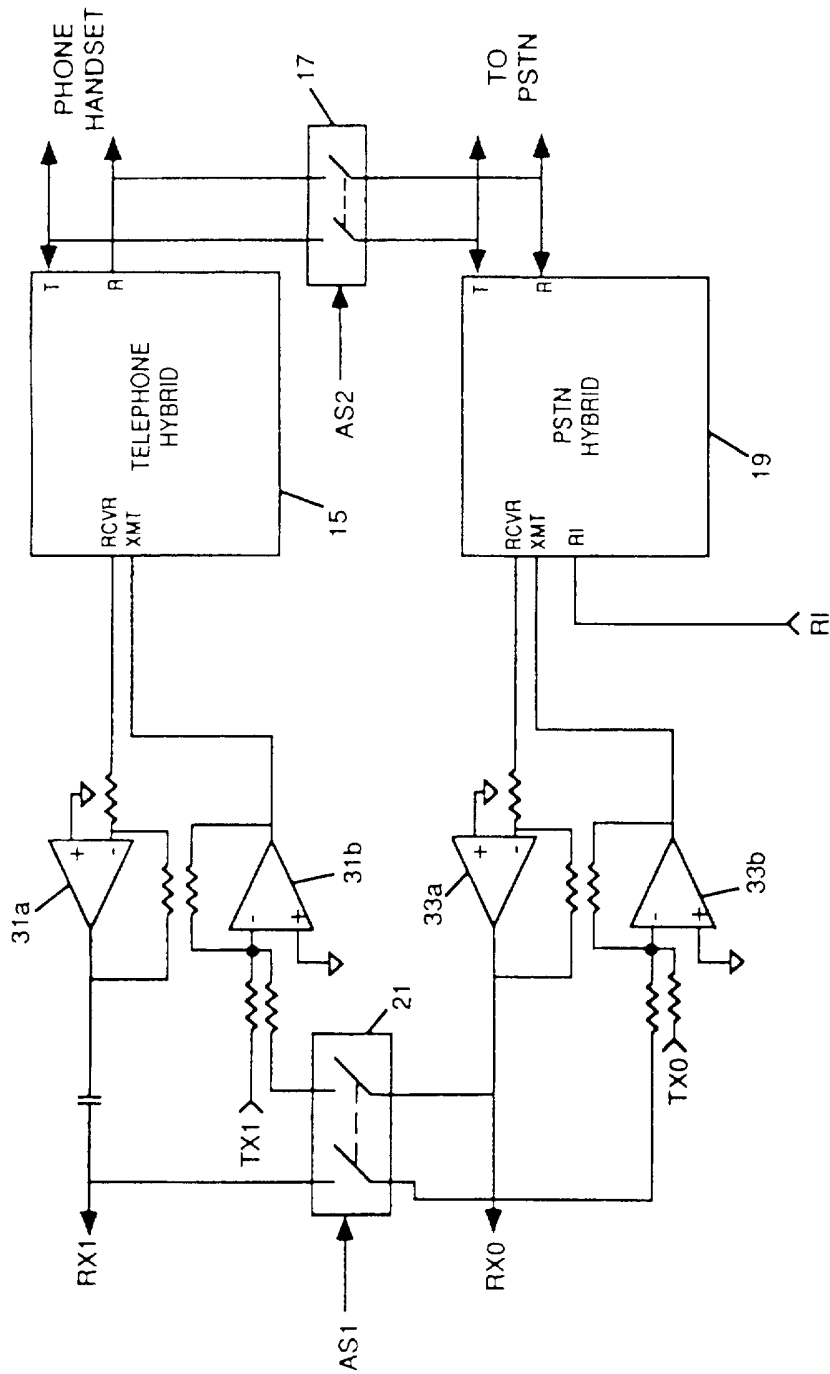 PHONE
HANDSET
TO
PSTN
17
T
R
TELEPHONE
HYBRID
RCVR
XMT
15
AS2
T
R
PSTN
HYBRID
RCVR
XMT
RI
19
RI
31a
+
-
31b
-
+
33a
+
-
33b
-
+
21
TX1
TX0
RX1
RX0
AS1